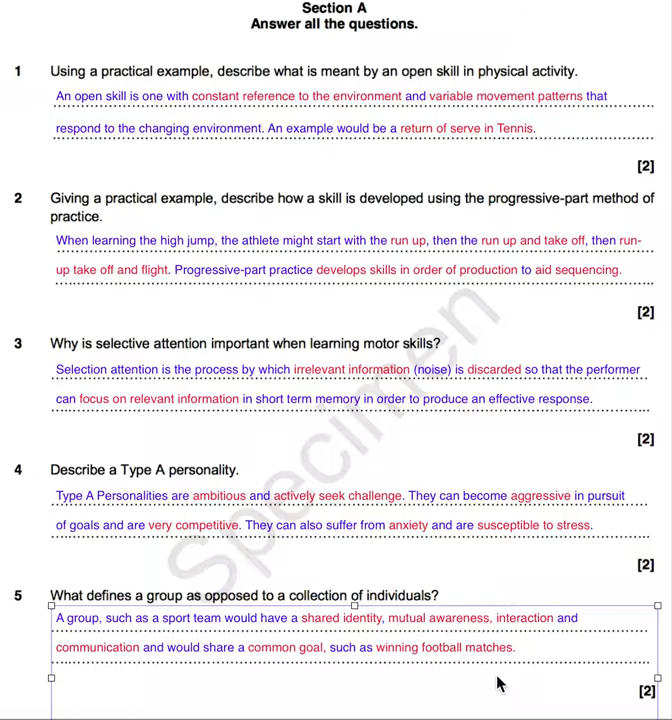 Section A
Answer all the questions.
1 Using a practical example, describe what is meant by an open skill in physical activity.
An open skill is one with constant reference to the environment and variable movement patterns that
respond to the changing environment. An example would be a return of serve in Tennis.
[2]
2 Giving a practical example, describe how a skill is developed using the progressive-part method of
practice.
When learning the high jump, the athlete might start with the run up, then the run up and take off, then run-
up take off and flight. Progressive-part practice develops skills in order of production to aid sequencing.
[2]
3 Why is selective attention important when learning motor skills?
Selection attention is the process by which irrelevant information (noise) is discarded so that the performer
can focus on relevant information in short term memory in order to produce an effective response.
[2]
4 Describe a Type A personality.
Type A Personalities are ambitious and actively seek challenge. They can become aggressive in pursuit
of goals and are very competitive. They can also suffer from anxiety and are susceptible to stress.
[2]
5 What defines a group as opposed to a collection of individuals?
A group, such as a sport team would have a shared identity, mutual awareness, interaction and
communication and would share a common goal, such as winning football matches.
[2]
Specimen